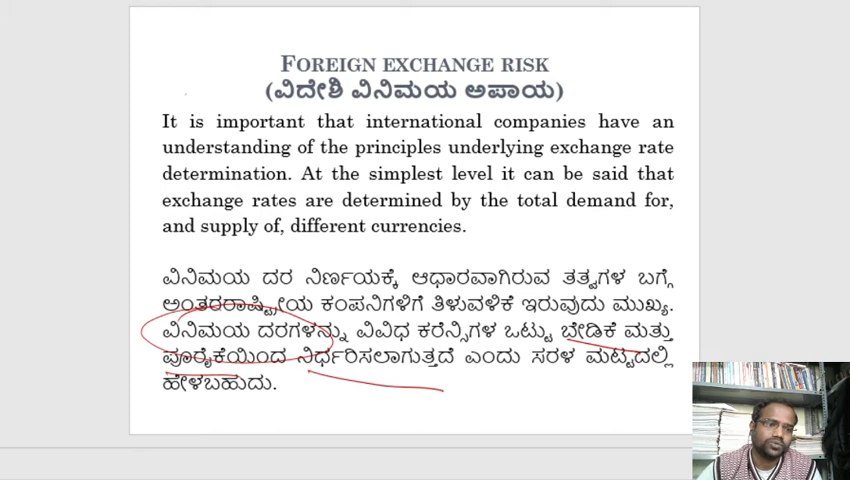 FOREIGN EXCHANGE RISK
(ವಿದೇಶಿ ವಿನಿಮಯ ಅಪಾಯ)
It is important that international companies have an
understanding of the principles underlying exchange rate
determination. At the simplest level it can be said that
exchange rates are determined by the total demand for,
and supply of, different currencies.
ವಿನಿಮಯ ದರ ನಿರ್ಣಯಕ್ಕೆ ಆಧಾರವಾಗಿರುವ ತತ್ವಗಳ ಬಗ್ಗೆ
ಅಂತರರಾಷ್ಟ್ರೀಯ ಕಂಪನಿಗಳಿಗೆ ತಿಳುವಳಿಕೆ ಇರುವುದು ಮುಖ್ಯ.
ವಿನಿಮಯ ದರಗಳನ್ನು ವಿವಿಧ ಕರೆನ್ಸಿಗಳ ಒಟ್ಟು ಬೇಡಿಕೆ ಮತ್ತು
ಪೂರೈಕೆಯಿಂದ ನಿರ್ಧರಿಸಲಾಗುತ್ತದೆ ಎಂದು ಸರಳ ಮಟ್ಟದಲ್ಲಿ
ಹೇಳಬಹುದು.